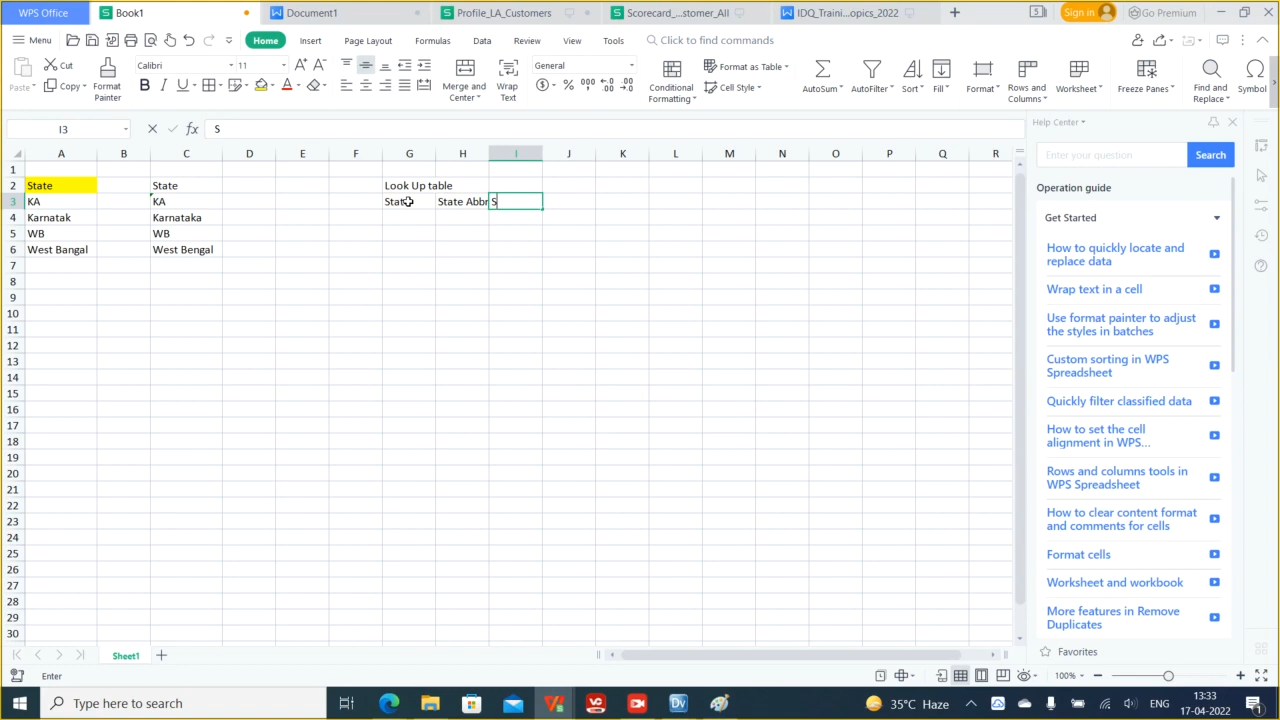 WPS Office
Book1
Document1
Profile_LA_Customers
Scorecard_...stomer_All
IDQ_Traini...opics_2022
Sign in
Go Premium
Menu
Home
Insert
Page Layout
Formulas
Data
Review
View
Tools
Click to find commands
Paste
Cut
Copy
Format Painter
Calibri
11
Merge and Center
Wrap Text
General
Conditional Formatting
Format as Table
Cell Style
AutoSum
AutoFilter
Sort
Fill
Format
Rows and Columns
Worksheet
Freeze Panes
Find and Replace
Symbol
I3
S
Help Center
A B C D E F G H I J K L M N O P Q R
1
2 State State Look Up table
3 KA KA State State Abbr S
4 Karnatak Karnataka
5 WB WB
6 West Bangal West Bengal
7
8
9
10
11
12
13
14
15
16
17
18
19
20
21
22
23
24
25
26
27
28
29
30
Enter your question
Search
Operation guide
Get Started
How to quickly locate and
replace data
Wrap text in a cell
Use format painter to adjust
the styles in batches
Custom sorting in WPS
Spreadsheet
Quickly filter classified data
How to set the cell
alignment in WPS...
Rows and columns tools in
WPS Spreadsheet
How to clear content format
and comments for cells
Format cells
Worksheet and workbook
More features in Remove
Duplicates
Favorites
Sheet1
Enter
100%
Type here to search
35°C Haze
ENG
13:33
17-04-2022